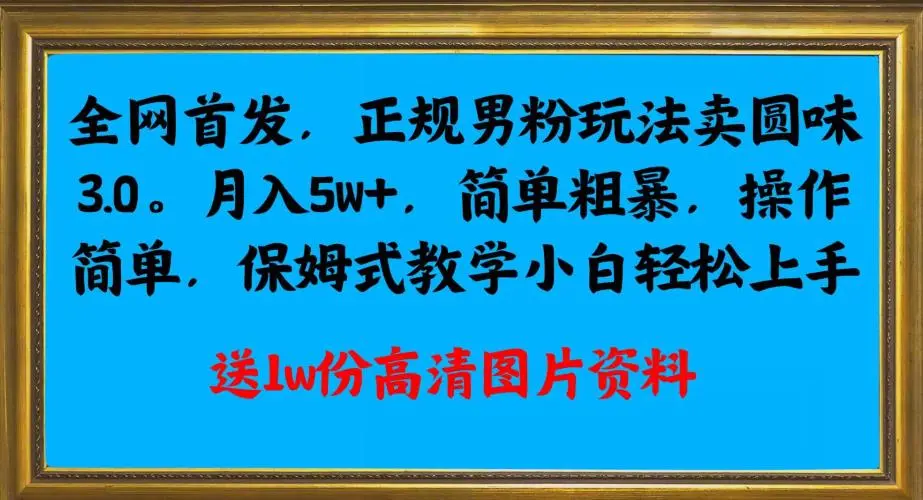 全网首发，正规男粉玩法卖圆味
3.0。月入5w+，简单粗暴，操作
简单，保姆式教学小白轻松上手
送1w份高清图片资料